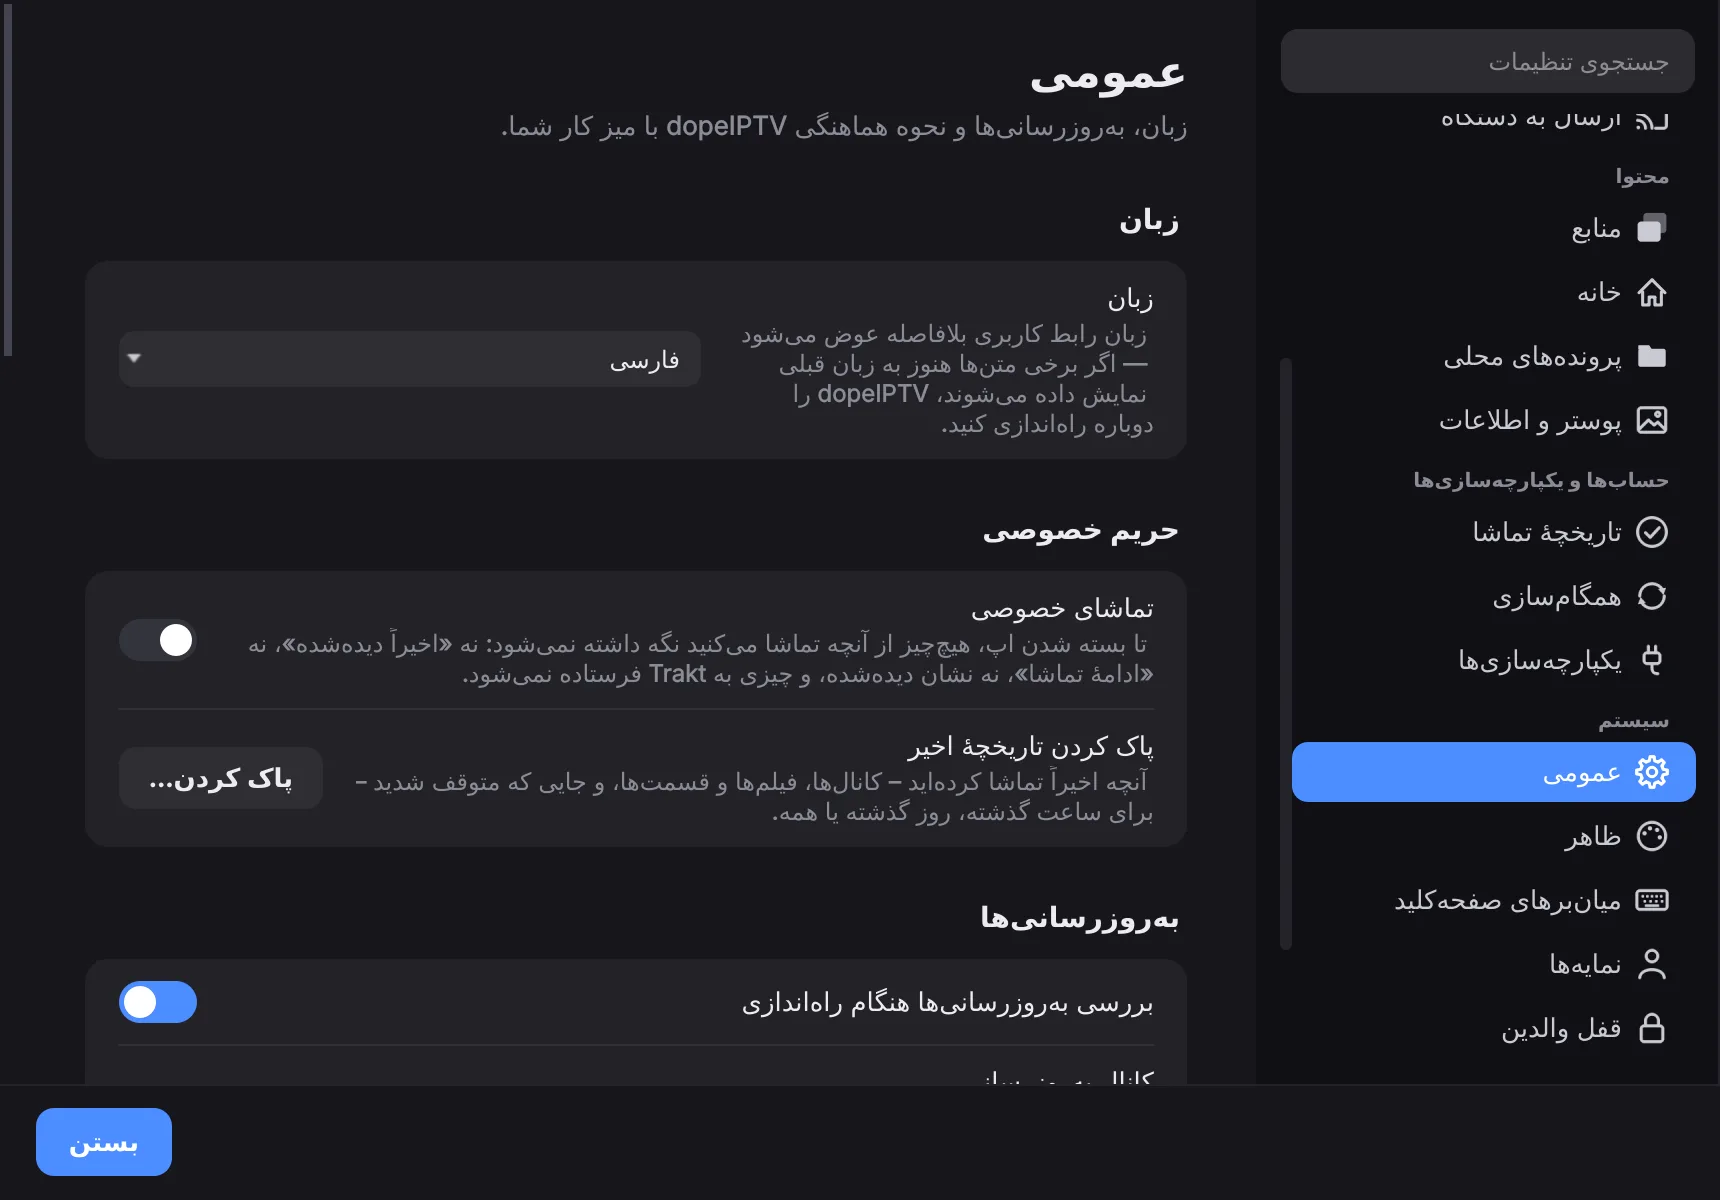 جستجوی تنظیمات
ارسال به دستگاه
محتوا
منابع
خانه
پرونده‌های محلی
پوستر و اطلاعات
حساب‌ها و یکپارچه‌سازی‌ها
تاریخچهٔ تماشا
همگام‌سازی
یکپارچه‌سازی‌ها
سیستم
عمومی
ظاهر
میان‌برهای صفحه‌کلید
نمایه‌ها
قفل والدین
عمومی
زبان، به‌روزرسانی‌ها و نحوه هماهنگی dopeIPTV با میز کار شما.
زبان
زبان
زبان رابط کاربری بلافاصله عوض می‌شود
— اگر برخی متن‌ها هنوز به زبان قبلی
نمایش داده می‌شوند، dopeIPTV را
دوباره راه‌اندازی کنید.
فارسی
حریم خصوصی
تماشای خصوصی
تا بسته شدن اپ، هیچ‌چیز از آنچه تماشا می‌کنید نگه داشته نمی‌شود: نه «اخیراً دیده‌شده»، نه
«ادامهٔ تماشا»، نه نشان دیده‌شده، و چیزی به Trakt فرستاده نمی‌شود.
پاک کردن تاریخچهٔ اخیر
آنچه اخیراً تماشا کرده‌اید – کانال‌ها، فیلم‌ها و قسمت‌ها، و جایی که متوقف شدید –
برای ساعت گذشته، روز گذشته یا همه.
پاک کردن...
به‌روزرسانی‌ها
بررسی به‌روزرسانی‌ها هنگام راه‌اندازی
کانال به‌روزرسانی
بستن